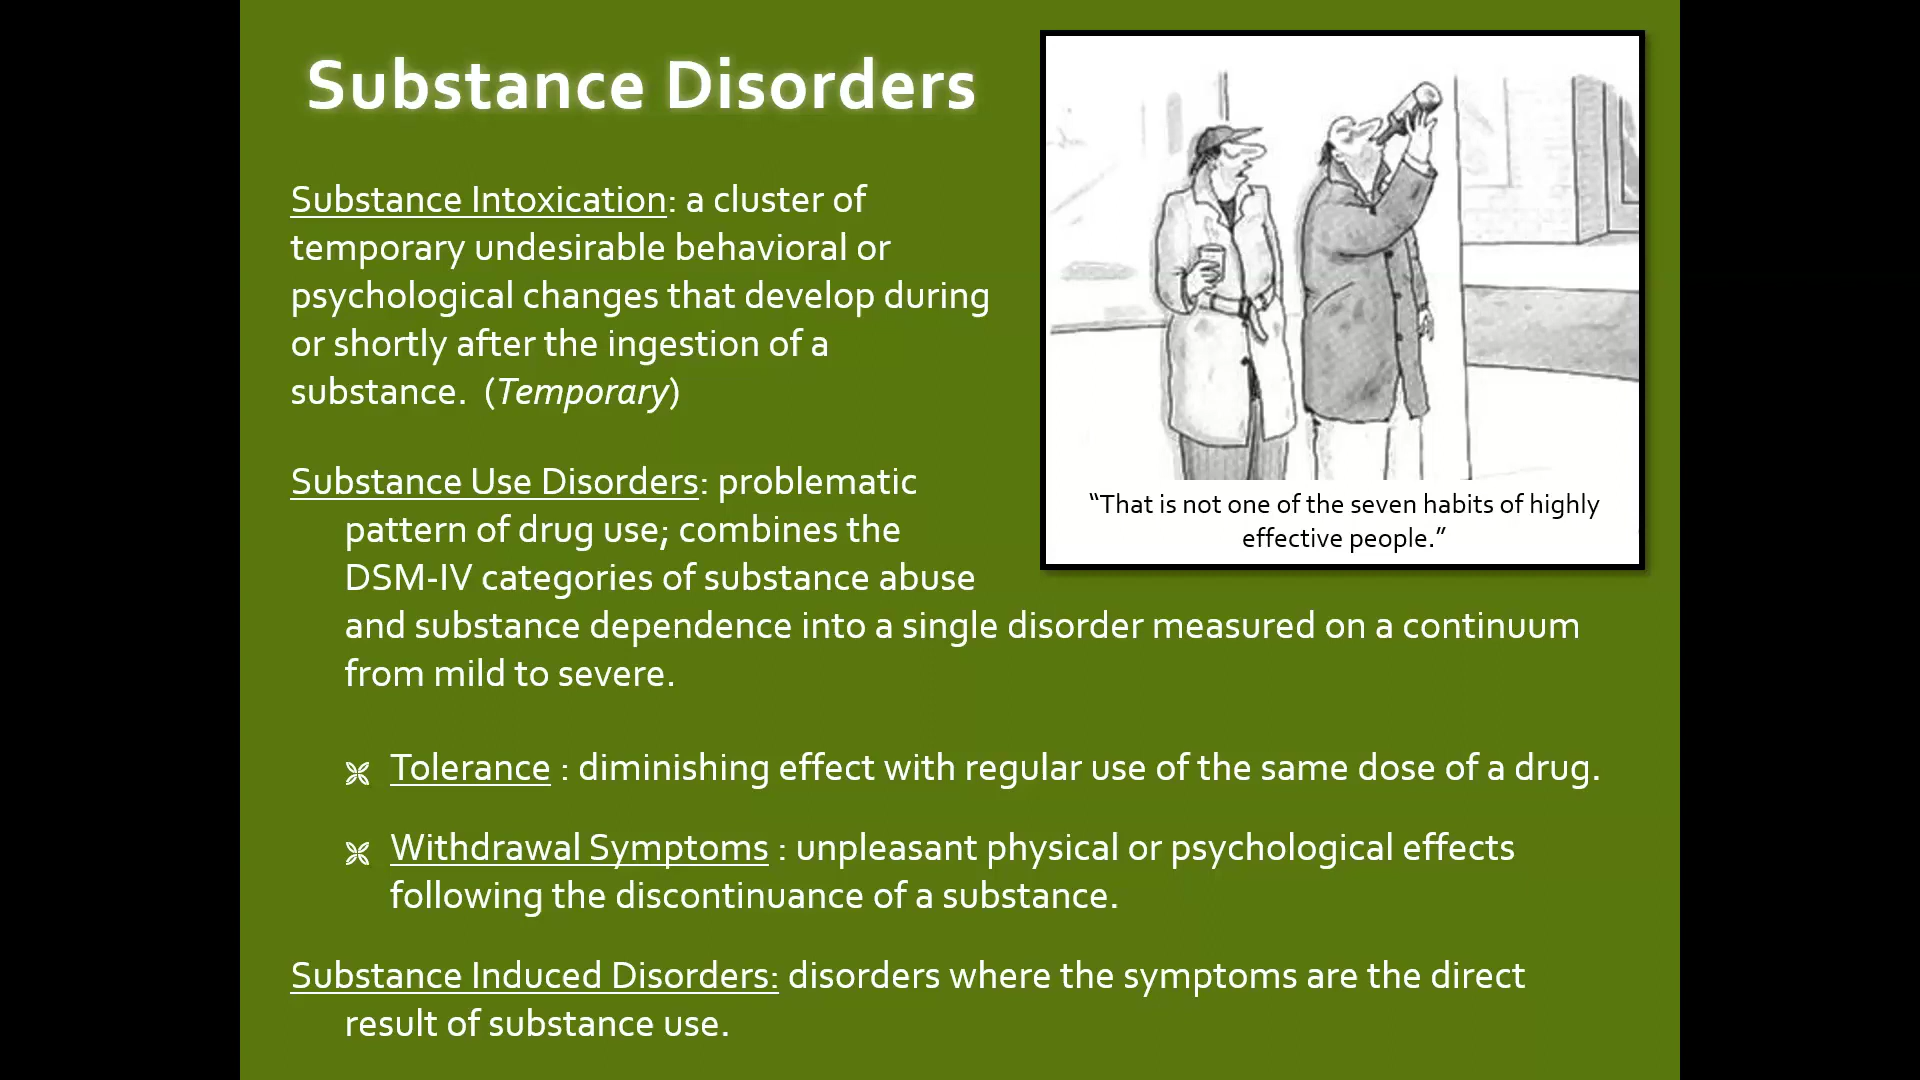 Substance Disorders
Substance Intoxication: a cluster of
temporary undesirable behavioral or
psychological changes that develop during
or shortly after the ingestion of a
substance.  (Temporary)
“That is not one of the seven habits of highly
effective people.”
Substance Use Disorders: problematic
pattern of drug use; combines the
DSM-IV categories of substance abuse
and substance dependence into a single disorder measured on a continuum
from mild to severe.
Tolerance : diminishing effect with regular use of the same dose of a drug.
Withdrawal Symptoms : unpleasant physical or psychological effects
following the discontinuance of a substance.
Substance Induced Disorders: disorders where the symptoms are the direct
result of substance use.